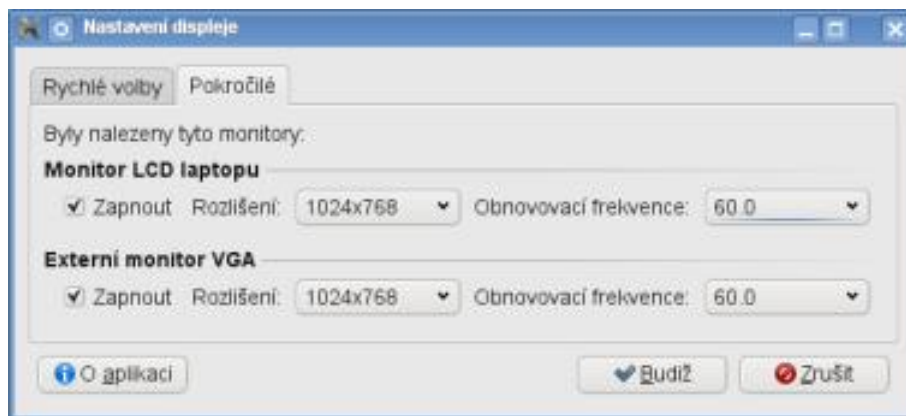 Nastavení displeje
Rychlé volby Pokročilé
Byly nalezeny tyto monitory:
Monitor LCD laptopu
Zapnout Rozlišení: 1024x768 Obnovovací frekvence: 60.0
Externí monitor VGA
Zapnout Rozlišení: 1024x768 Obnovovací frekvence: 60.0
O aplikaci Budiž Zrušit